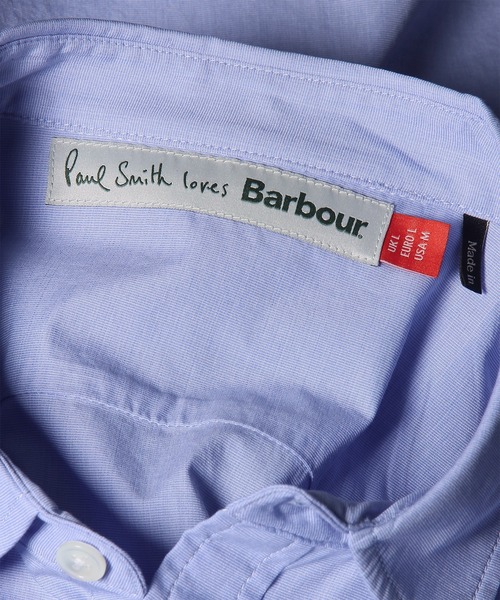 Paul Smith loves Barbour
UK L
EURO L
USA M
Made in